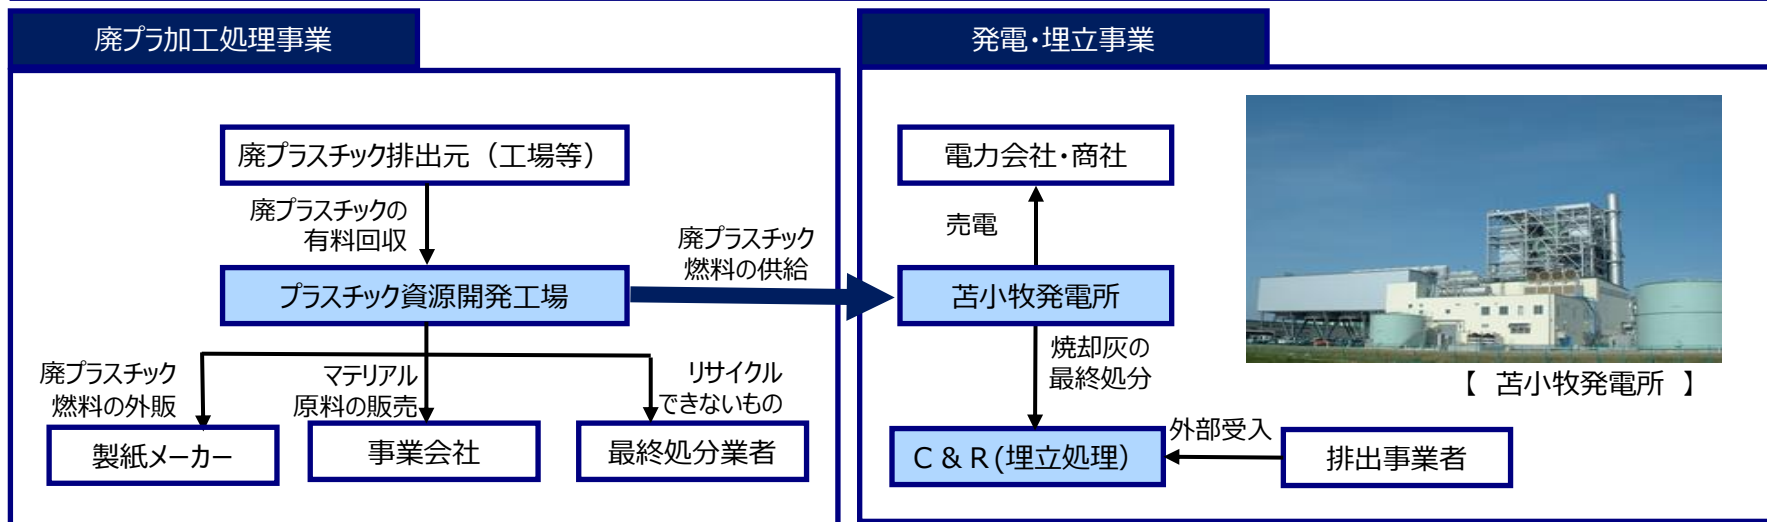 廃プラ加工処理事業
廃プラスチック排出元（工場等）
廃プラスチックの
有料回収
プラスチック資源開発工場
廃プラスチック
燃料の供給
廃プラスチック
燃料の外販
マテリアル
原料の販売
リサイクル
できないもの
製紙メーカー
事業会社
最終処分業者
発電・埋立事業
電力会社・商社
売電
苫小牧発電所
焼却灰の
最終処分
C & R(埋立処理）
外部受入
排出事業者
【 苫小牧発電所 】